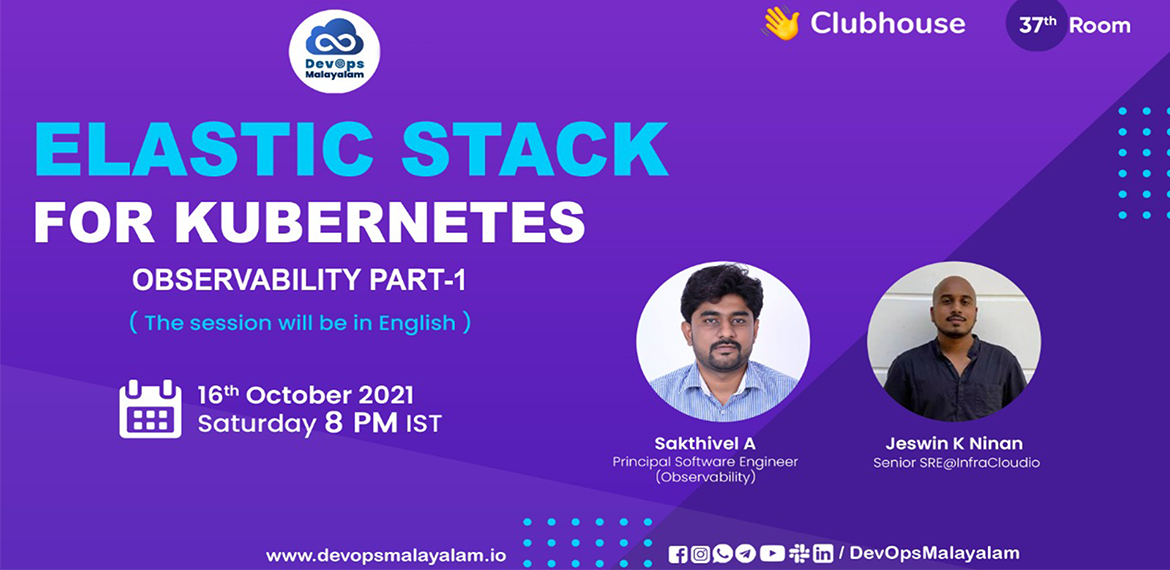 DevOps
Malayalam
Clubhouse
37th Room
ELASTIC STACK
FOR KUBERNETES
OBSERVABILITY PART-1
( The session will be in English )
16th October 2021
Saturday 8 PM IST
Sakthivel A
Principal Software Engineer
(Observability)
Jeswin K Ninan
Senior SRE@InfraCloudio
www.devopsmalayalam.io
/ DevOpsMalayalam